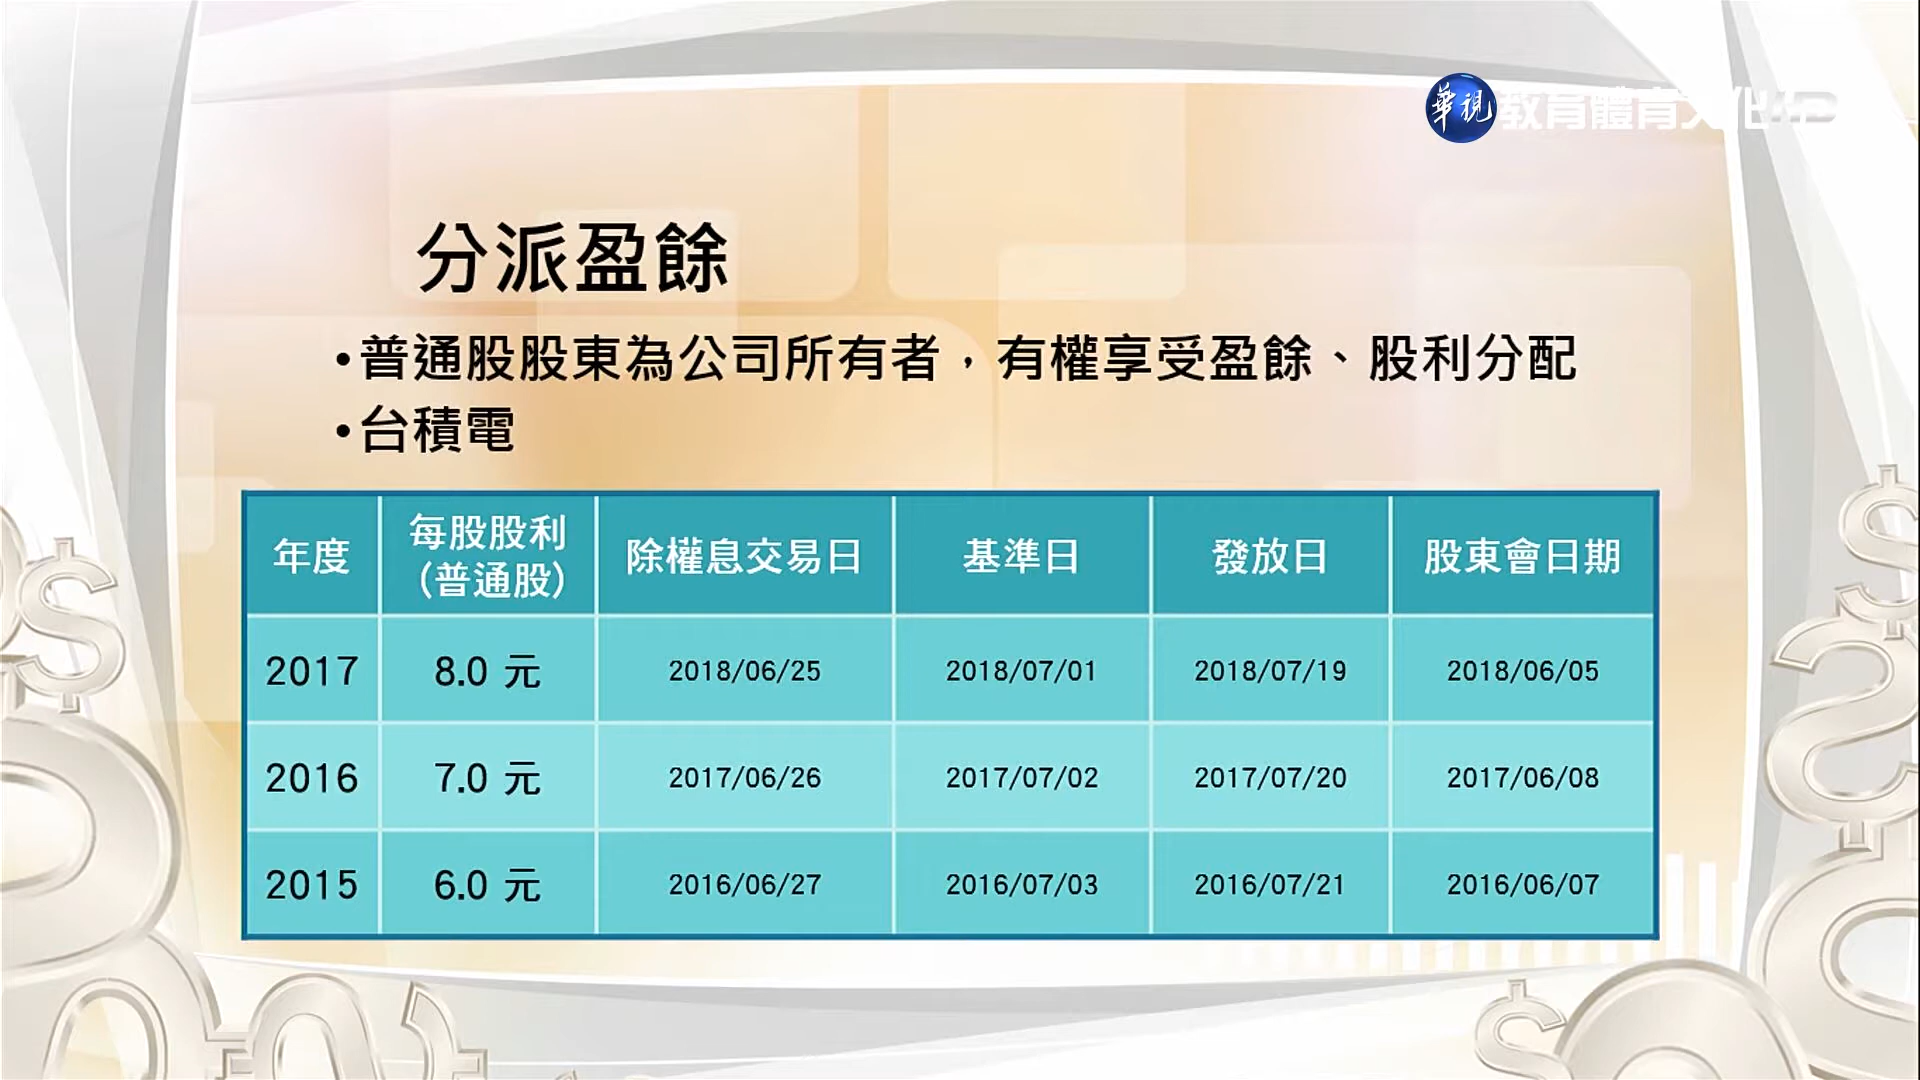 華視 教育體育文化
分派盈餘
•普通股股東為公司所有者，有權享受盈餘、股利分配
•台積電
年度 每股股利 (普通股) 除權息交易日 基準日 發放日 股東會日期
2017 8.0 元 2018/06/25 2018/07/01 2018/07/19 2018/06/05
2016 7.0 元 2017/06/26 2017/07/02 2017/07/20 2017/06/08
2015 6.0 元 2016/06/27 2016/07/03 2016/07/21 2016/06/07